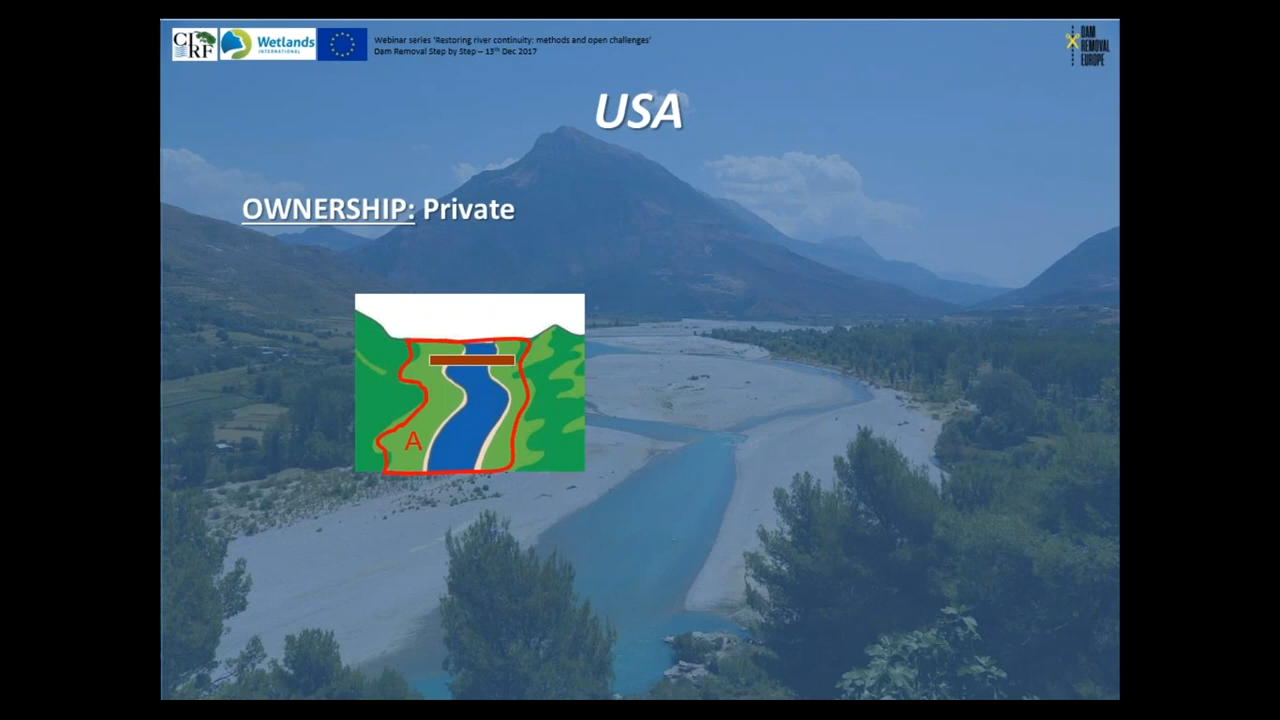 CIRF
Wetlands
INTERNATIONAL
Webinar series 'Restoring river continuity: methods and open challenges'
Dam Removal Step by Step – 13th Dec 2017
DAM
REMOVAL
EUROPE
USA
OWNERSHIP: Private
A